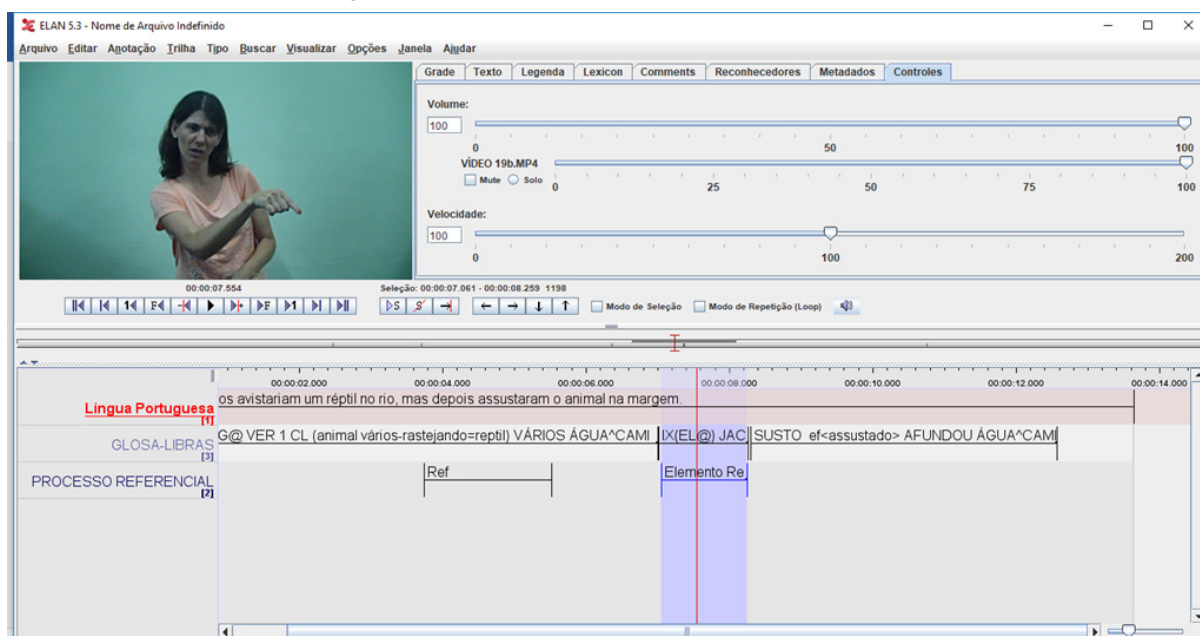 ELAN 5.3 - Nome de Arquivo Indefinido
Arquivo Editar Anotação Trilha Tipo Buscar Visualizar Opções Janela Ajudar
Grade Texto Legenda Lexicon Comments Reconhecedores Metadados Controles
Volume:
100
0 50 100
VÍDEO 19b.MP4
Mute Solo
0 25 50 75 100
Velocidade:
100
0 100 200
00:00:07.554
Seleção: 00:00:07.061 - 00:00:08.259 1198
Modo de Seleção Modo de Repetição (Loop)
00:00:02.000 00:00:04.000 00:00:06.000 00:00:08.000 00:00:10.000 00:00:12.000 00:00:14.000
Língua Portuguesa os avistariam um réptil no rio, mas depois assustaram o animal na margem.
[1]
GLOSA-LIBRAS G@ VER 1 CL (animal vários-rastejando=reptil) VÁRIOS ÁGUA^CAMI IX(EL@) JAC SUSTO ef<assustado> AFUNDOU ÁGUA^CAMI
[3]
PROCESSO REFERENCIAL Ref Elemento Re
[2]